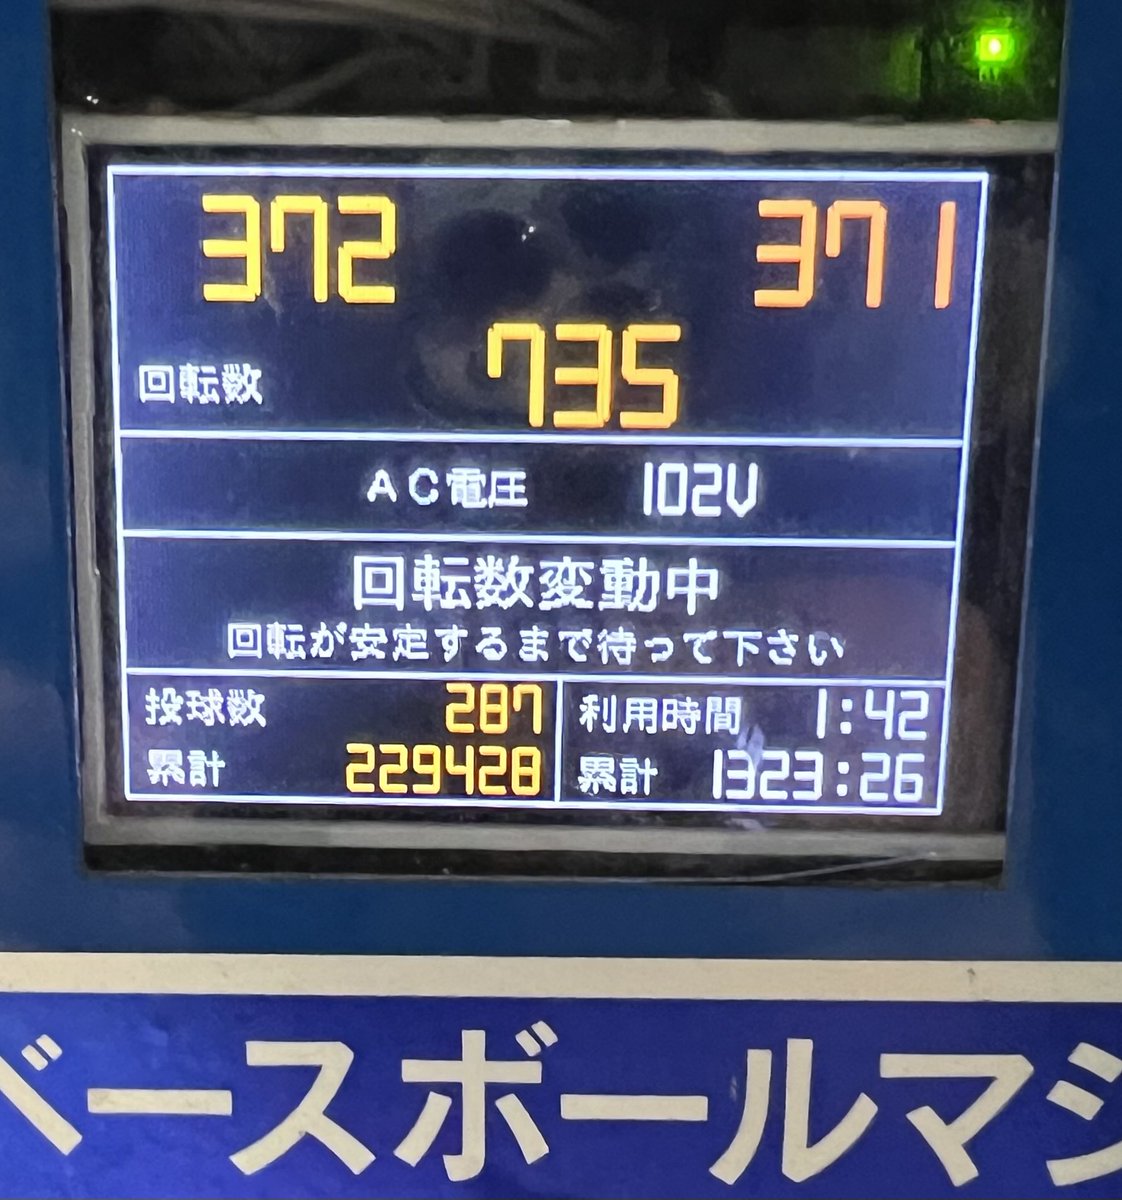 372 371
735
回転数
AC電圧 102V
回転数変動中
回転が安定するまで待って下さい
投球数 287 利用時間 1:42
累計 229428 累計 1323:26
ベースボールマシ